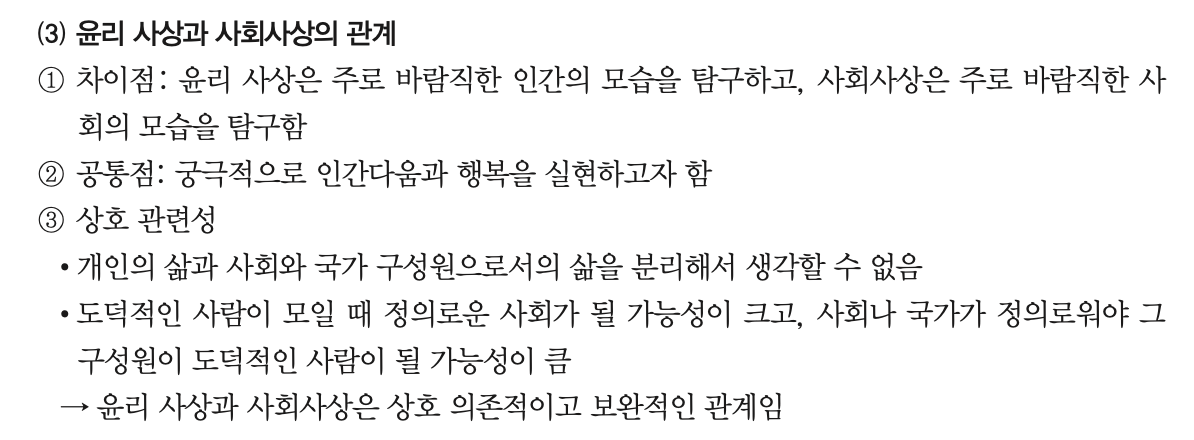 (3) 윤리 사상과 사회사상의 관계
① 차이점: 윤리 사상은 주로 바람직한 인간의 모습을 탐구하고, 사회사상은 주로 바람직한 사
회의 모습을 탐구함
② 공통점: 궁극적으로 인간다움과 행복을 실현하고자 함
③ 상호 관련성
• 개인의 삶과 사회와 국가 구성원으로서의 삶을 분리해서 생각할 수 없음
• 도덕적인 사람이 모일 때 정의로운 사회가 될 가능성이 크고, 사회나 국가가 정의로워야 그
구성원이 도덕적인 사람이 될 가능성이 큼
→ 윤리 사상과 사회사상은 상호 의존적이고 보완적인 관계임